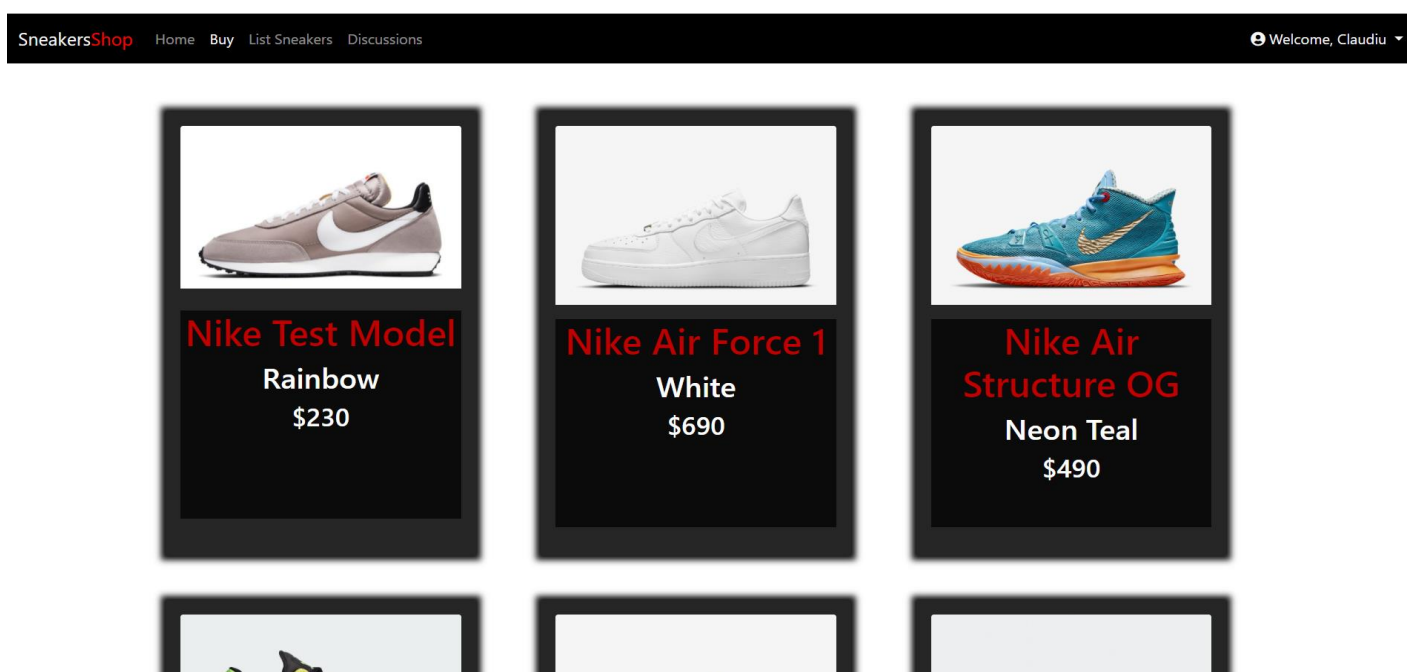 SneakersShop Home Buy List Sneakers Discussions Welcome, Claudiu
Nike Test Model
Rainbow
$230
Nike Air Force 1
White
$690
Nike Air
Structure OG
Neon Teal
$490